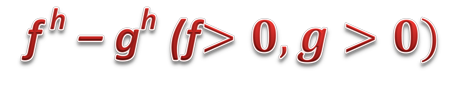 f^h – g^h (f> 0, g > 0)